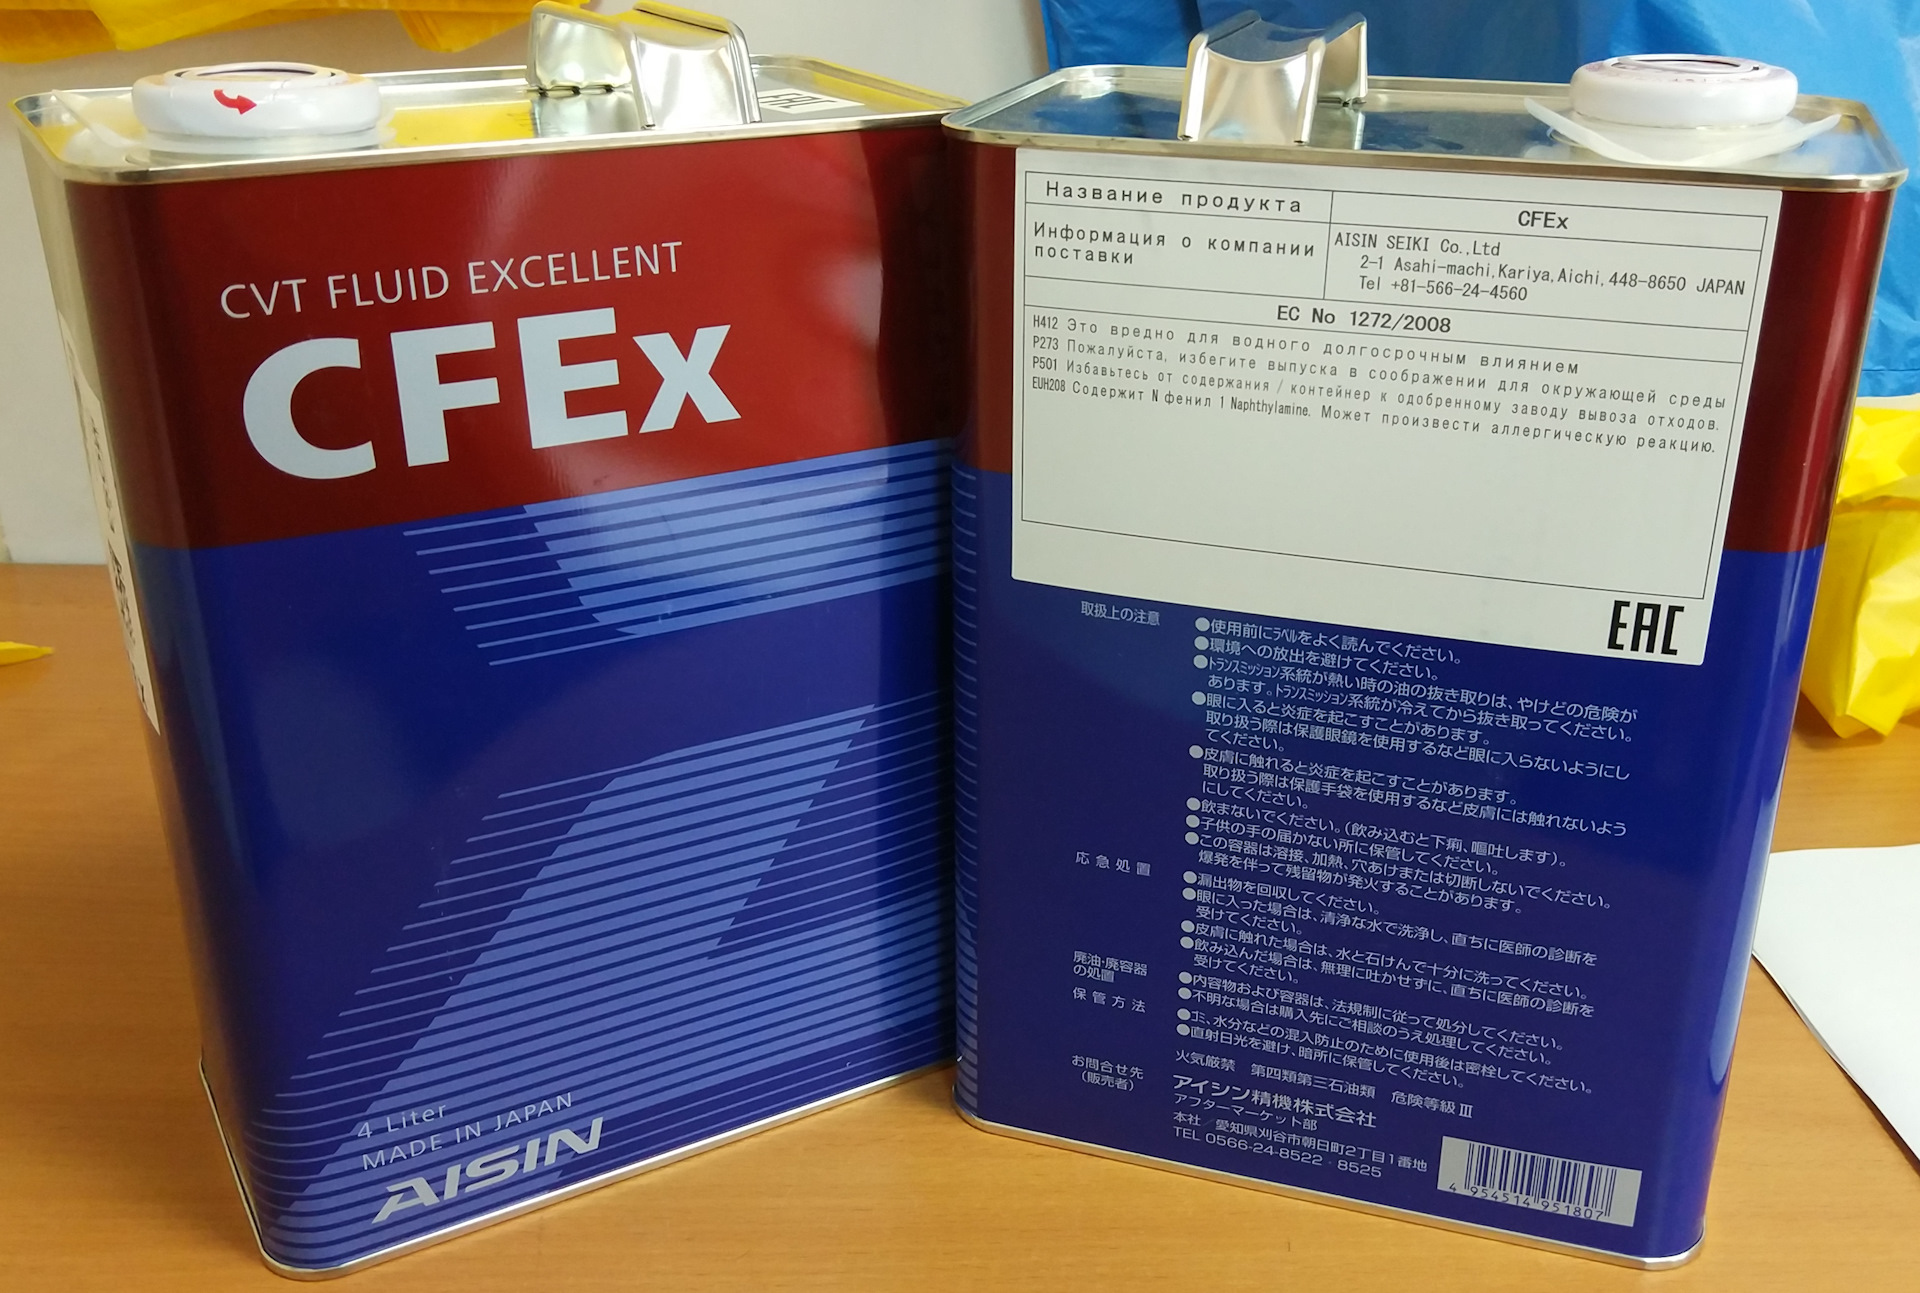 CVT FLUID EXCELLENT
CFEx
4 Liter
MADE IN JAPAN
AISIN
EAC
Название продукта
CFEx
Информация о компании
поставки
AISIN SEIKI Co.,Ltd
2-1 Asahi-machi,Kariya,Aichi,448-8650 JAPAN
Tel +81-566-24-4560
EC No 1272/2008
H412 Это вредно для водного долгосрочным влиянием
P273 Пожалуйста, избегите выпуска в соображении для окружающей среды
P501 Избавьтесь от содержания / контейнер к одобренному заводу вывоза отходов.
EUH208 Содержит N фенил 1 Naphthylamine. Может произвести аллергическую реакцию.
EAC
取扱上の注意
●使用前にラベルをよく読んでください。
●環境への放出を避けてください。
●トランスミッション系統が熱い時の油の抜き取りは、やけどの危険が
あります。トランスミッション系統が冷えてから抜き取ってください。
●眼に入ると炎症を起こすことがあります。
取り扱う際は保護眼鏡を使用するなど眼に入らないようにし
てください。
●皮膚に触れると炎症を起こすことがあります。
取り扱う際は保護手袋を使用するなど皮膚には触れないよう
にしてください。
●飲まないでください。(飲み込むと下痢、嘔吐します)。
●子供の手の届かない所に保管してください。
●この容器は溶接、加熱、穴あけまたは切断しないでください。
爆発を伴って残留物が発火することがあります。
応急処置
●漏出物を回収してください。
●眼に入った場合は、清浄な水で洗浄し、直ちに医師の診断を
受けてください。
●皮膚に触れた場合は、水と石けんで十分に洗ってください。
●飲み込んだ場合は、無理に吐かせずに、直ちに医師の診断を
受けてください。
廃油・廃容器
の処置
●内容物および容器は、法規制に従って処分してください。
●不明な場合は購入先にご相談のうえ処理してください。
保管方法
●ゴミ、水分などの混入防止のために使用後は密栓してください。
●直射日光を避け、暗所に保管してください。
火気厳禁 第四類第三石油類 危険等級Ⅲ
お問合せ先
(販売者)
アイシン精機株式会社
アフターマーケット部
本社/愛知県刈谷市朝日町2丁目1番地
TEL 0566-24-8522・8525
4 954514 951807